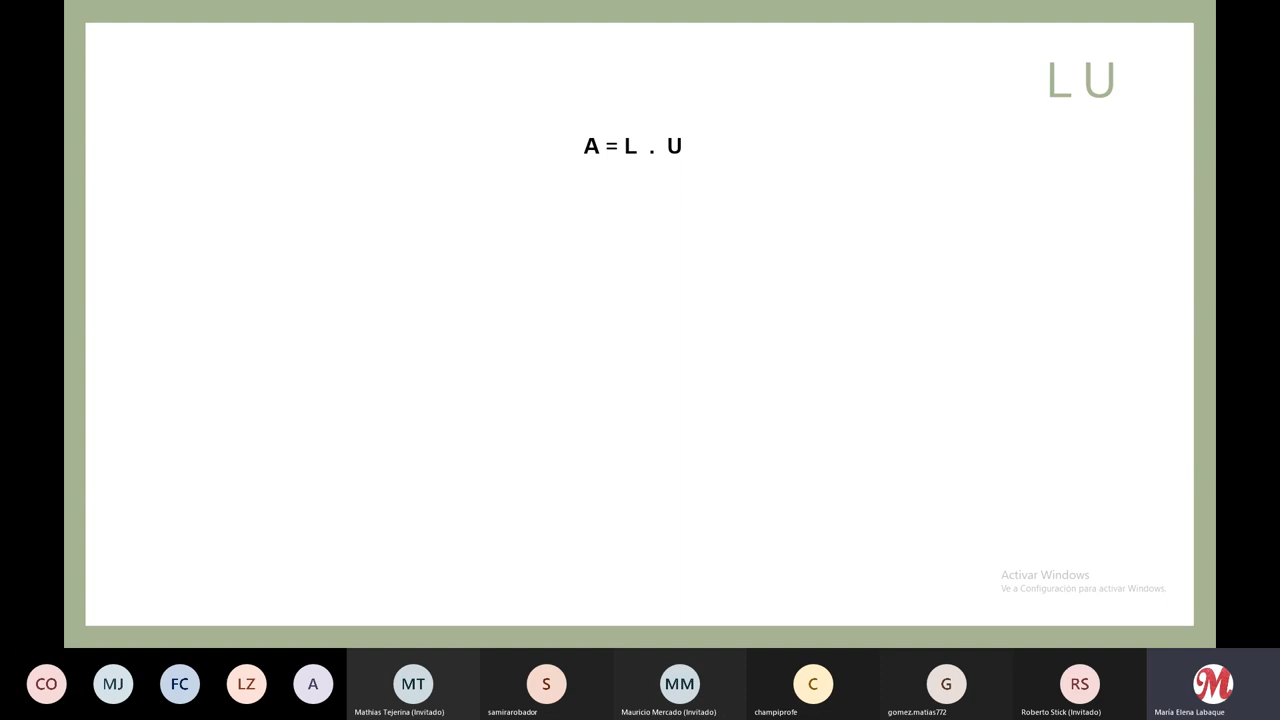 L U
A = L . U
Activar Windows
Ve a Configuración para activar Windows.
CO
MJ
FC
LZ
A
MT
S
MM
C
G
RS
M
Mathias Tejerina (Invitado)
samirarobador
Mauricio Mercado (Invitado)
champiprofe
gomez.matias772
Roberto Stick (Invitado)
María Elena Labaque